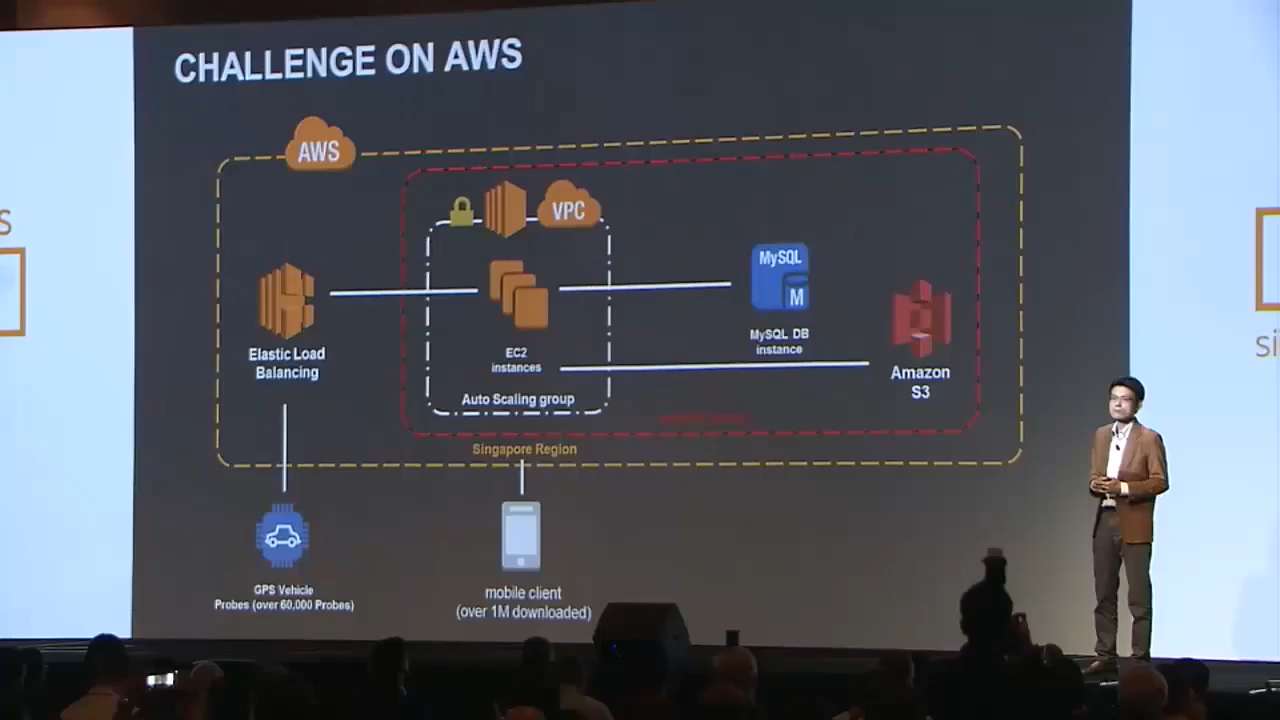 CHALLENGE ON AWS
AWS
VPC
MySQL
M
Elastic Load
Balancing
EC2
instances
MySQL DB
instance
Amazon
S3
Auto Scaling group
Singapore Region
GPS Vehicle
Probes (over 60,000 Probes)
mobile client
(over 1M downloaded)
s
si